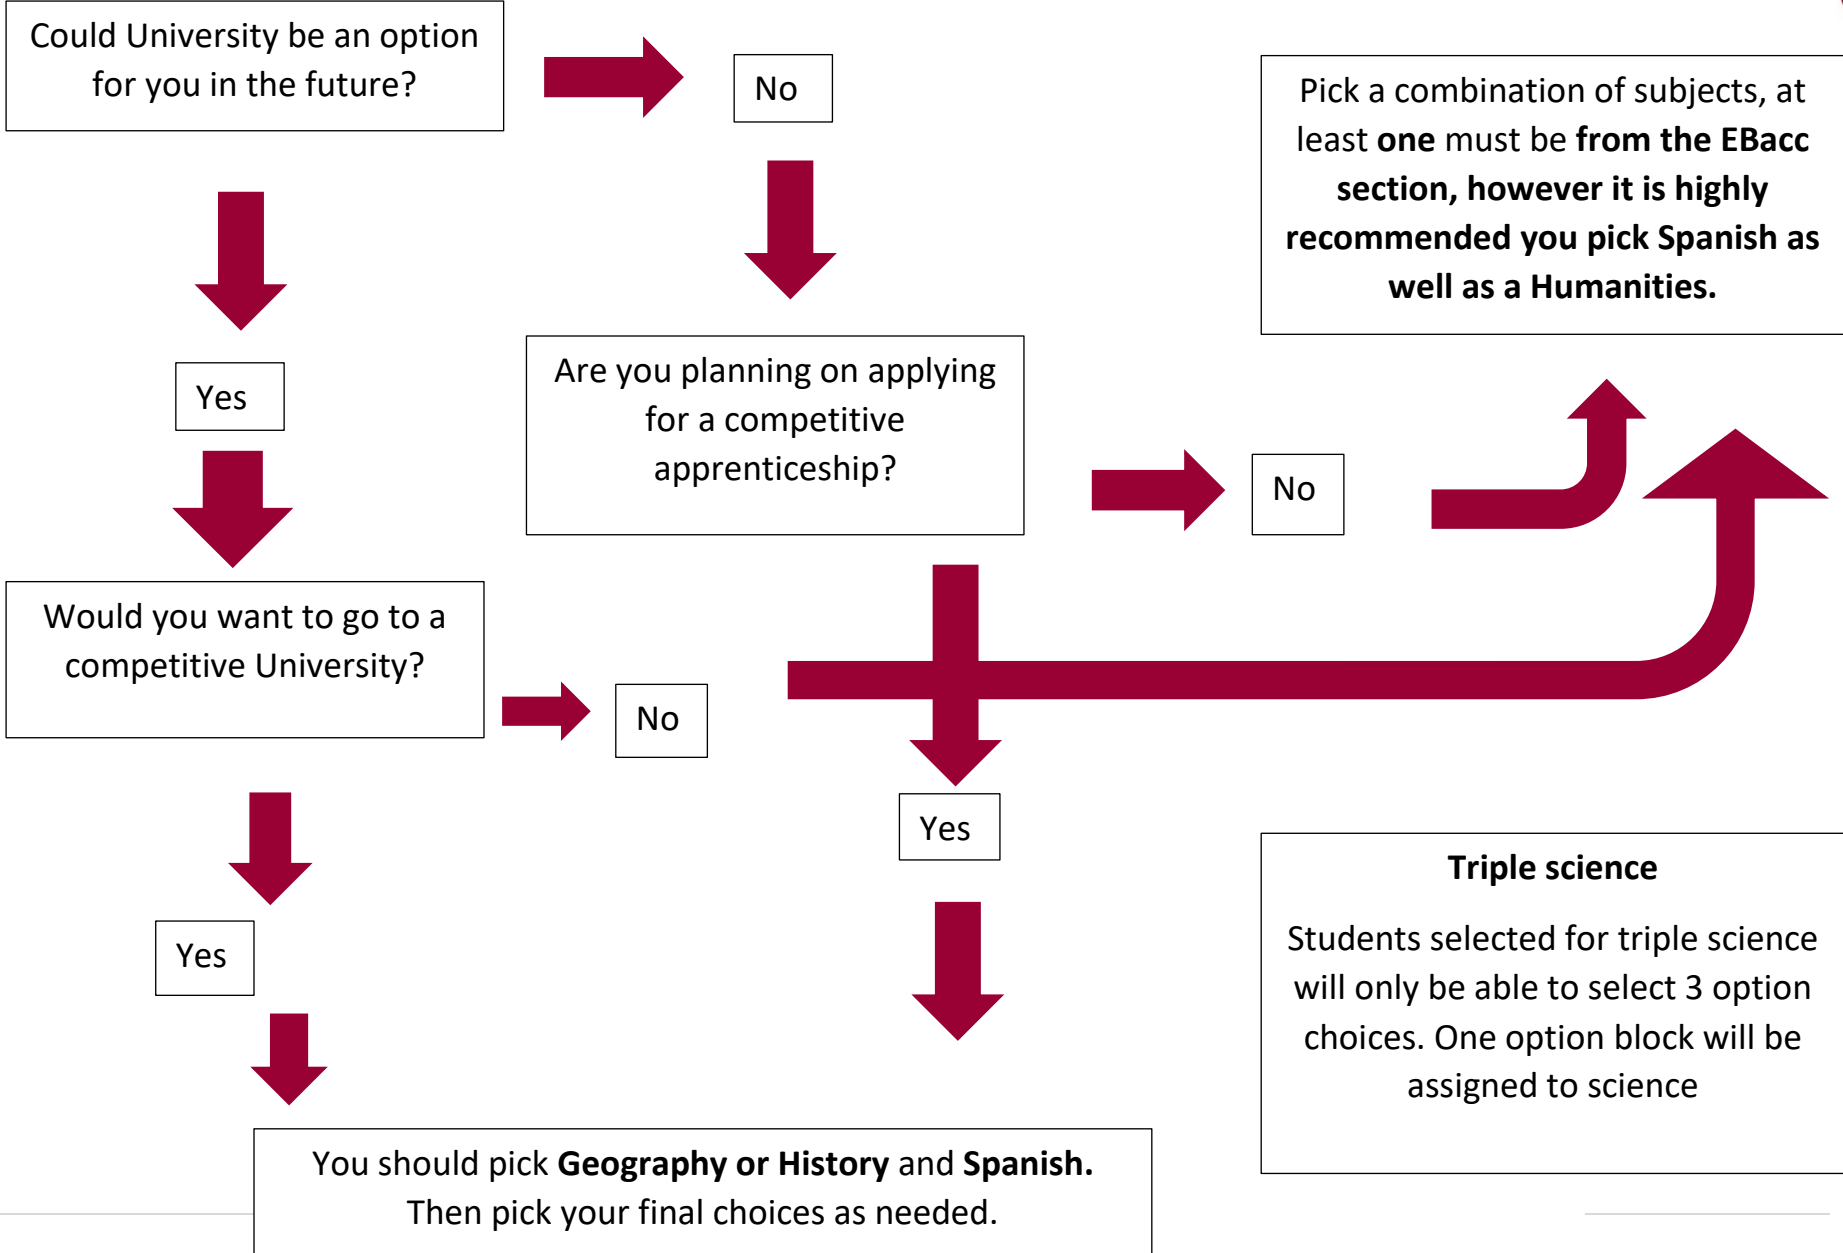 Could University be an option
for you in the future?
No
Pick a combination of subjects, at
least one must be from the EBacc
section, however it is highly
recommended you pick Spanish as
well as a Humanities.
Yes
Are you planning on applying
for a competitive
apprenticeship?
No
Would you want to go to a
competitive University?
No
Yes
Yes
Triple science
Students selected for triple science
will only be able to select 3 option
choices. One option block will be
assigned to science
You should pick Geography or History and Spanish.
Then pick your final choices as needed.